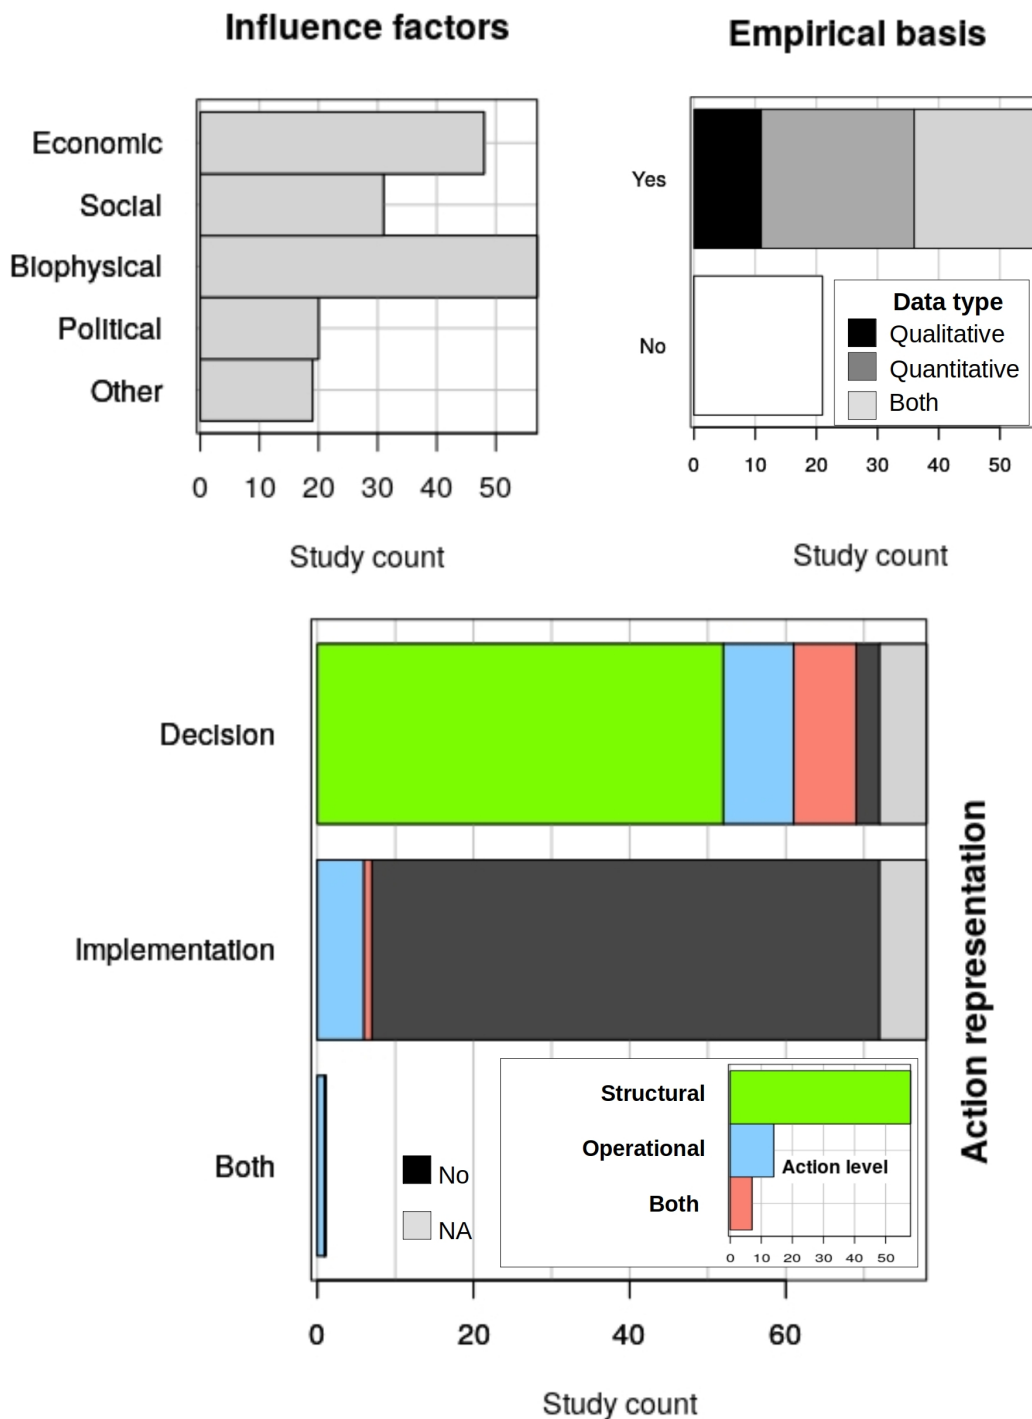 Influence factors
Economic
Social
Biophysical
Political
Other
0 10 20 30 40 50
Study count
Empirical basis
Yes
No
Data type
Qualitative
Quantitative
Both
0 10 20 30 40 50
Study count
Decision
Implementation
Both
No
NA
Structural
Operational
Both
Action level
0 10 20 30 40 50
0 20 40 60
Study count
Action representation